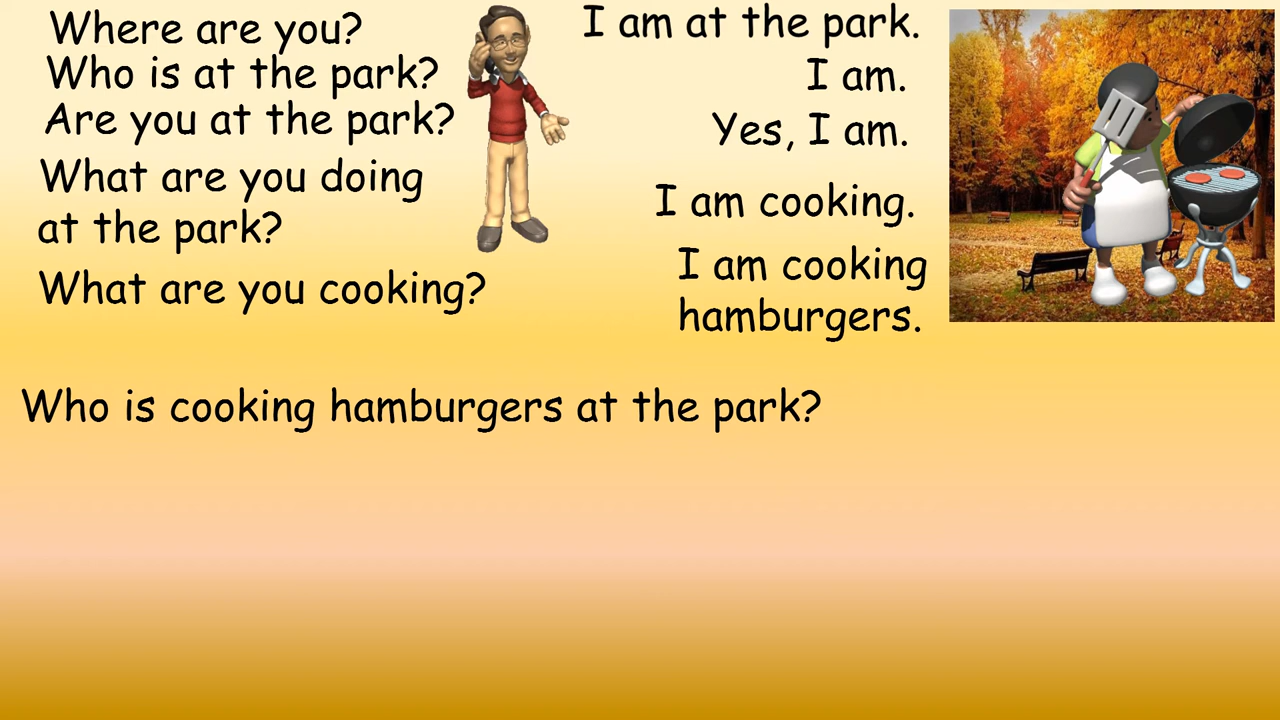 Where are you?
Who is at the park?
Are you at the park?
What are you doing
at the park?
What are you cooking?
I am at the park.
I am.
Yes, I am.
I am cooking.
I am cooking
hamburgers.
Who is cooking hamburgers at the park?